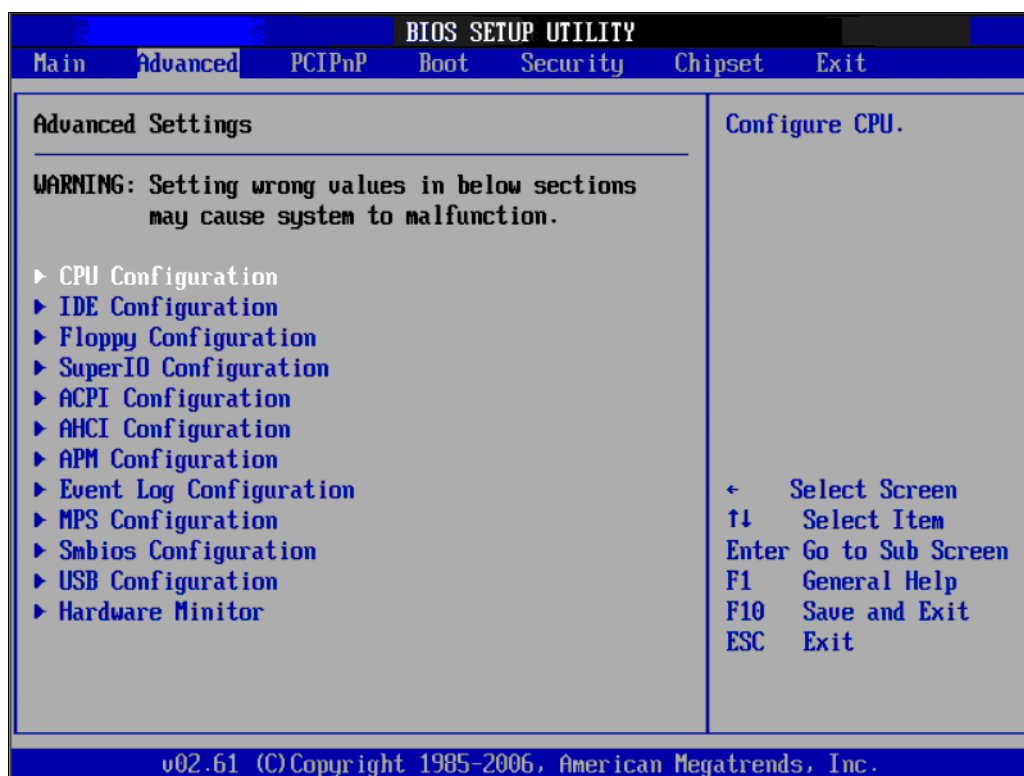 BIOS SETUP UTILITY
Main Advanced PCIPnP Boot Security Chipset Exit
Advanced Settings
WARNING: Setting wrong values in below sections
may cause system to malfunction.
▶ CPU Configuration
▶ IDE Configuration
▶ Floppy Configuration
▶ SuperIO Configuration
▶ ACPI Configuration
▶ AHCI Configuration
▶ APM Configuration
▶ Event Log Configuration
▶ MPS Configuration
▶ Smbios Configuration
▶ USB Configuration
▶ Hardware Minitor
Configure CPU.
← Select Screen
↑↓ Select Item
Enter Go to Sub Screen
F1 General Help
F10 Save and Exit
ESC Exit
v02.61 (C)Copyright 1985-2006, American Megatrends, Inc.